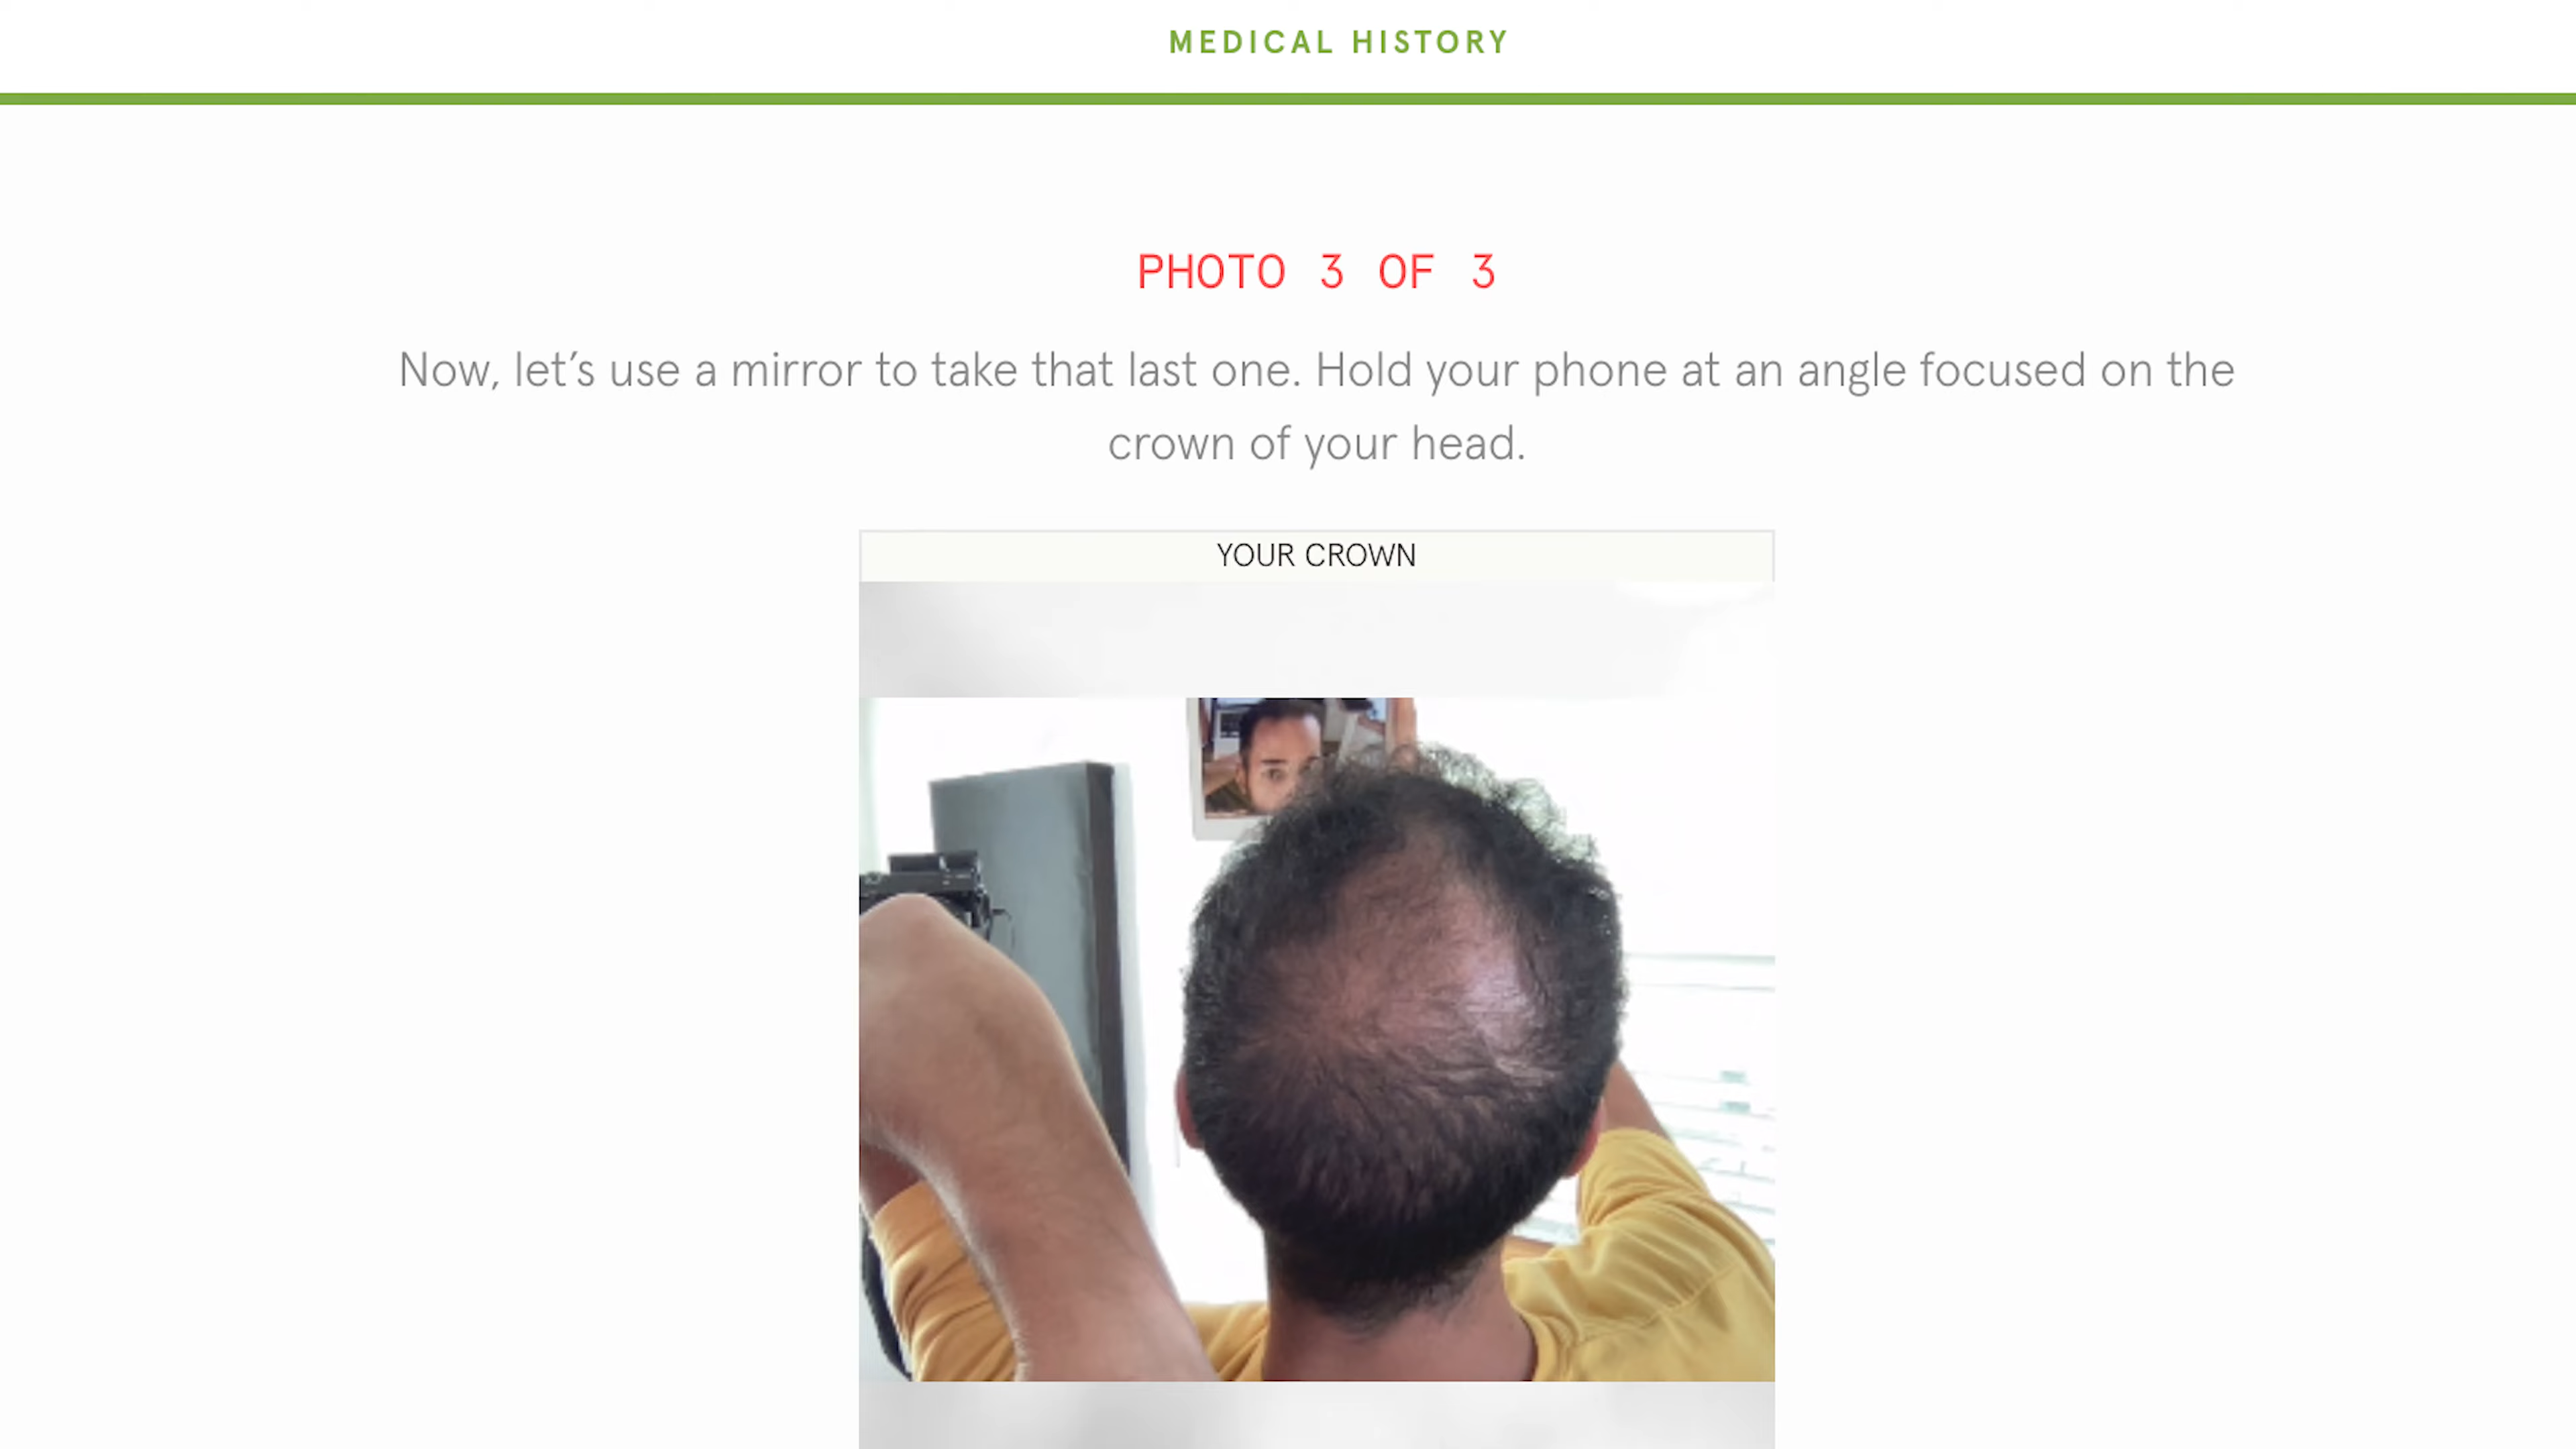 MEDICAL HISTORY
PHOTO 3 OF 3
Now, let’s use a mirror to take that last one. Hold your phone at an angle focused on the
crown of your head.
YOUR CROWN